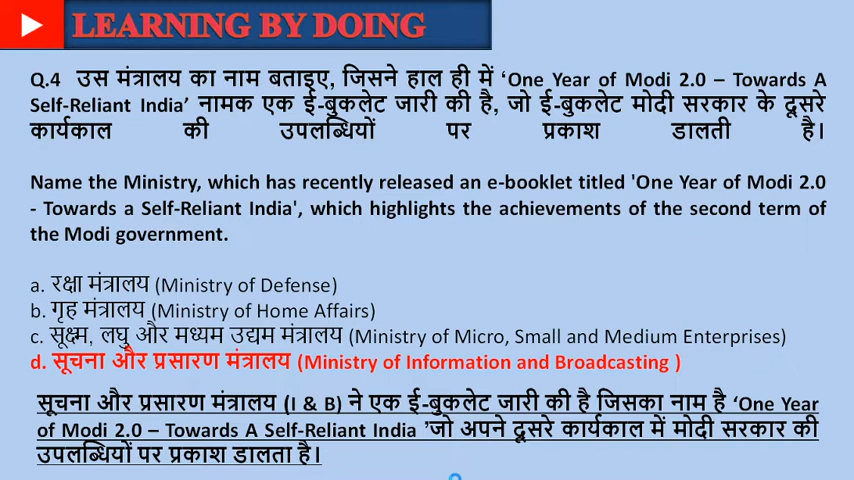 LEARNING BY DOING
Q.4 उस मंत्रालय का नाम बताइए, जिसने हाल ही में ‘One Year of Modi 2.0 – Towards A
Self-Reliant India’ नामक एक ई-बुकलेट जारी की है, जो ई-बुकलेट मोदी सरकार के दूसरे
कार्यकाल की उपलब्धियों पर प्रकाश डालती है।
Name the Ministry, which has recently released an e-booklet titled 'One Year of Modi 2.0
- Towards a Self-Reliant India', which highlights the achievements of the second term of
the Modi government.
a. रक्षा मंत्रालय (Ministry of Defense)
b. गृह मंत्रालय (Ministry of Home Affairs)
c. सूक्ष्म, लघु और मध्यम उद्यम मंत्रालय (Ministry of Micro, Small and Medium Enterprises)
d. सूचना और प्रसारण मंत्रालय (Ministry of Information and Broadcasting )
सूचना और प्रसारण मंत्रालय (I & B) ने एक ई-बुकलेट जारी की है जिसका नाम है ‘One Year
of Modi 2.0 – Towards A Self-Reliant India ’जो अपने दूसरे कार्यकाल में मोदी सरकार की
उपलब्धियों पर प्रकाश डालता है।